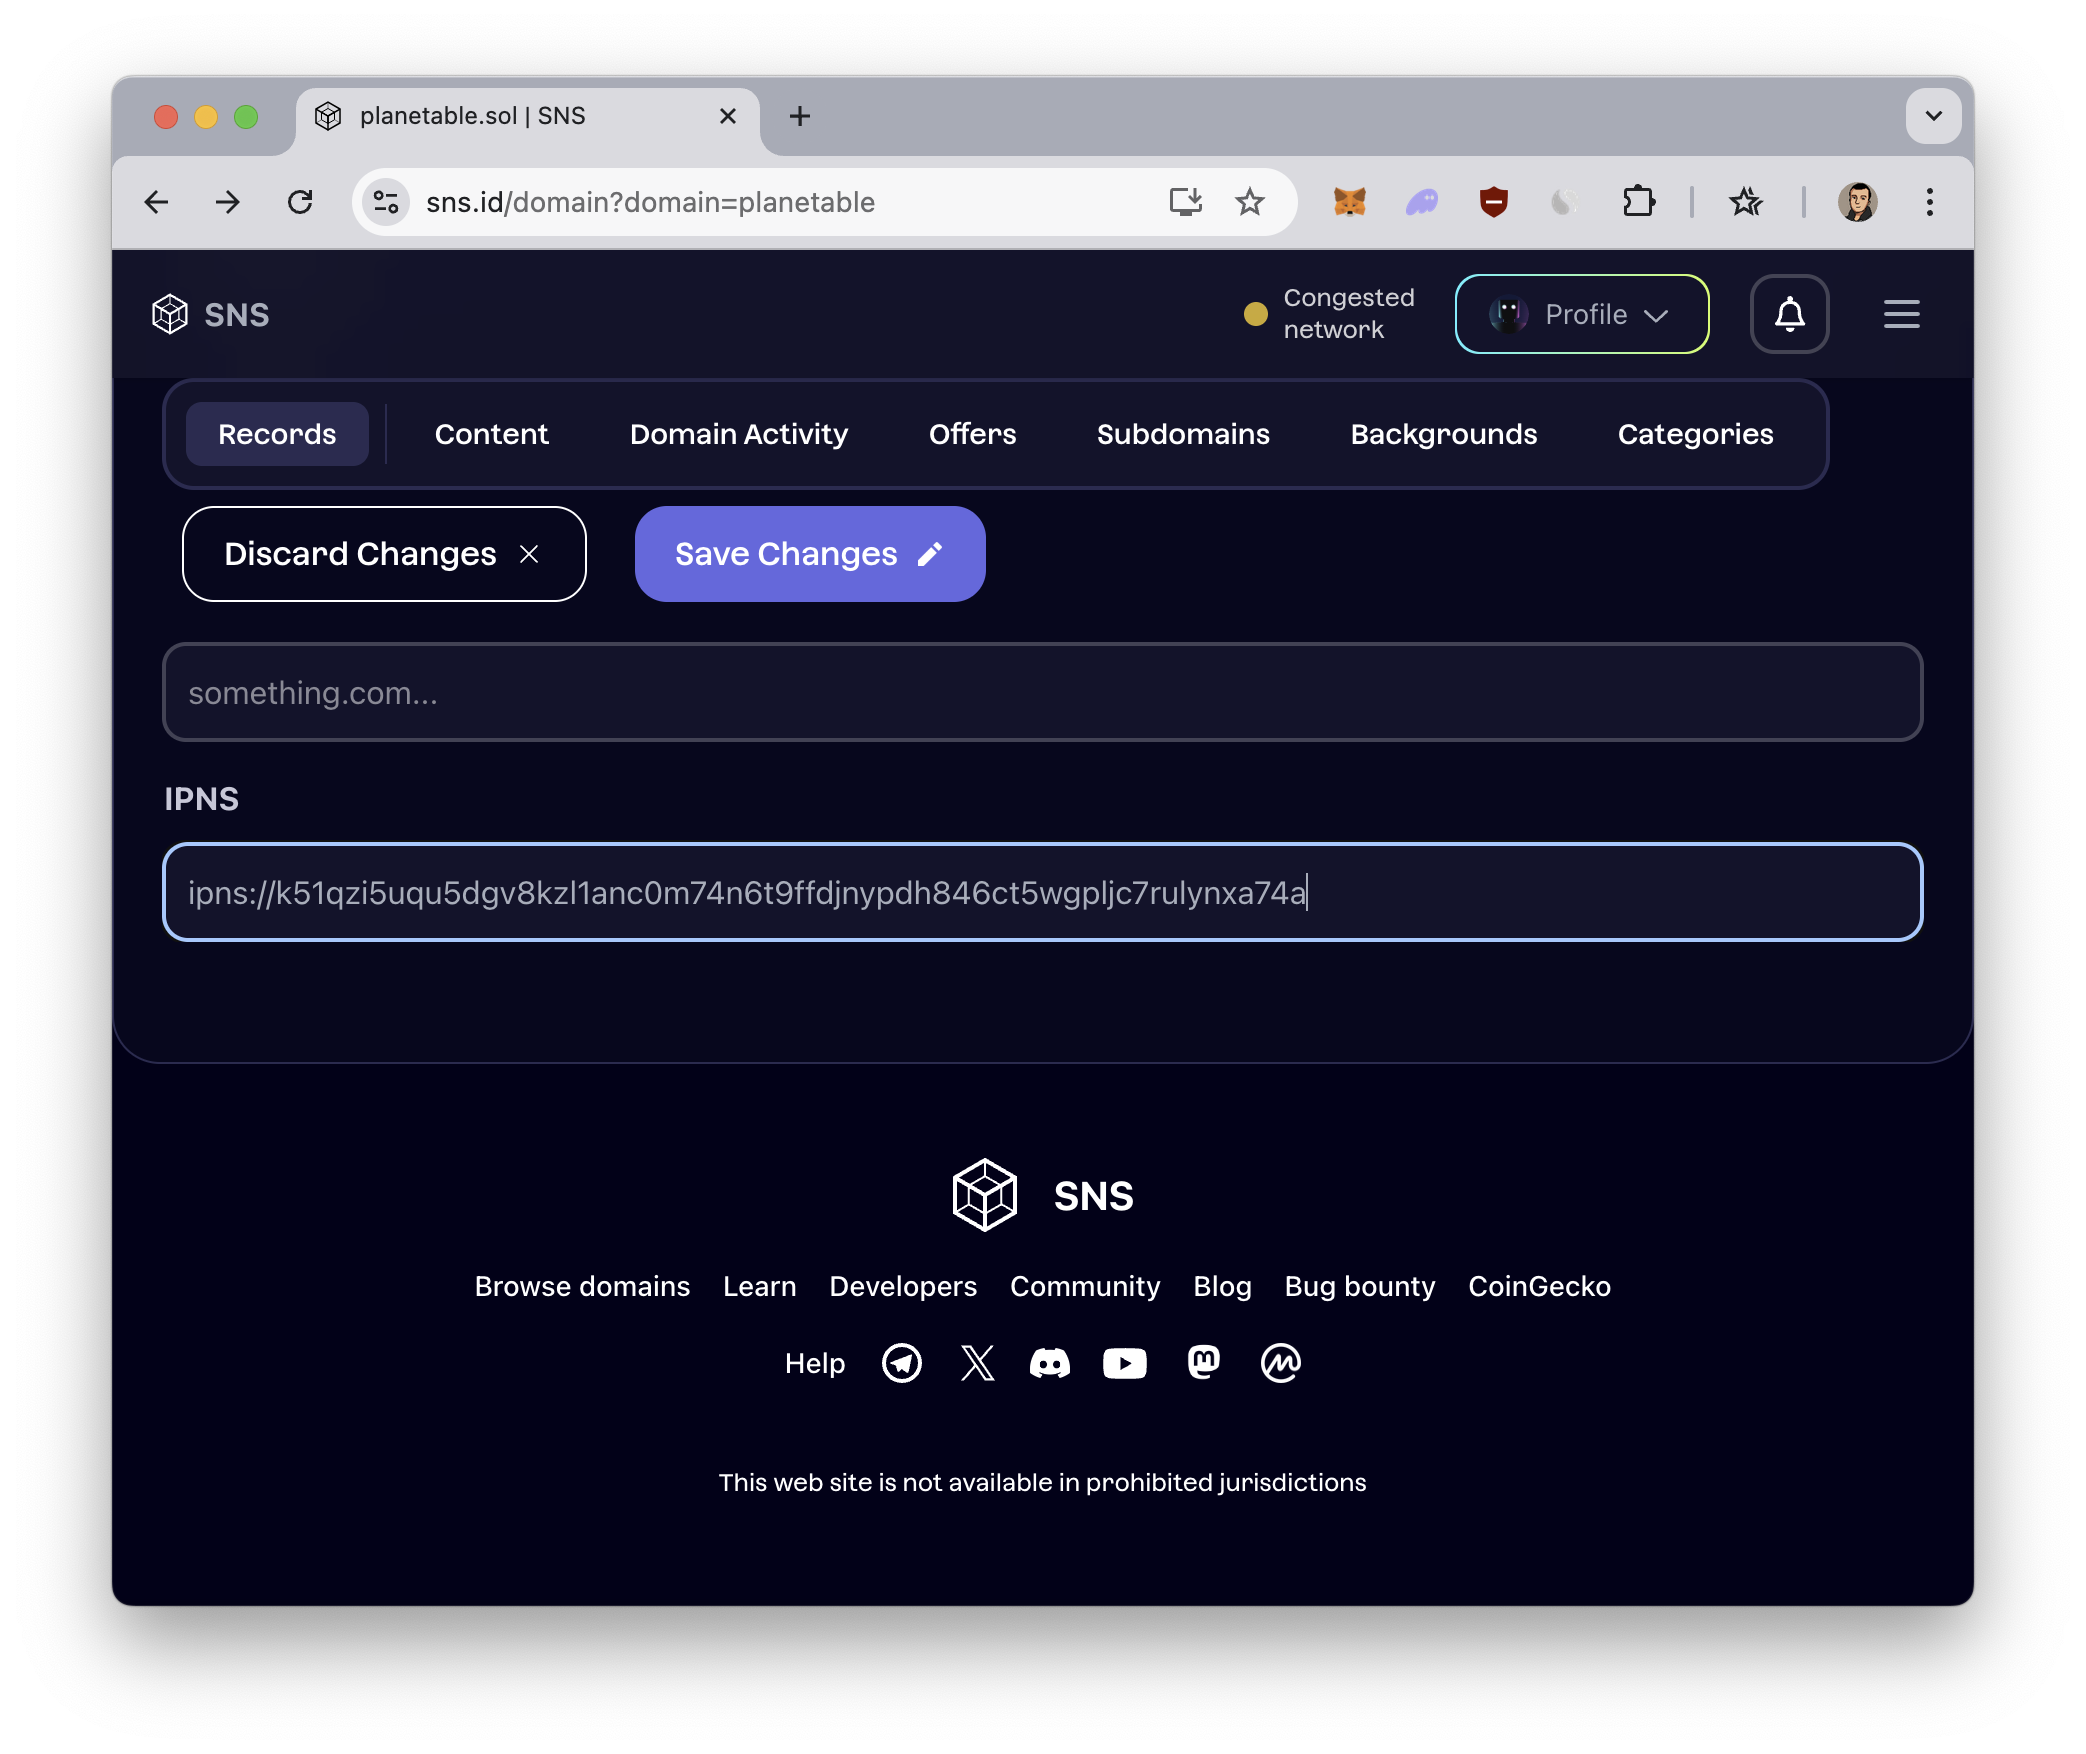 planetable.sol | SNS
sns.id/domain?domain=planetable
SNS
Congested
network
Profile
Records
Content
Domain Activity
Offers
Subdomains
Backgrounds
Categories
Discard Changes
Save Changes
something.com...
IPNS
ipns://k51qzi5uqu5dgv8kzl1anc0m74n6t9ffdjnypdh846ct5wgpljc7rulynxa74a
SNS
Browse domains Learn Developers Community Blog Bug bounty CoinGecko
Help
This web site is not available in prohibited jurisdictions